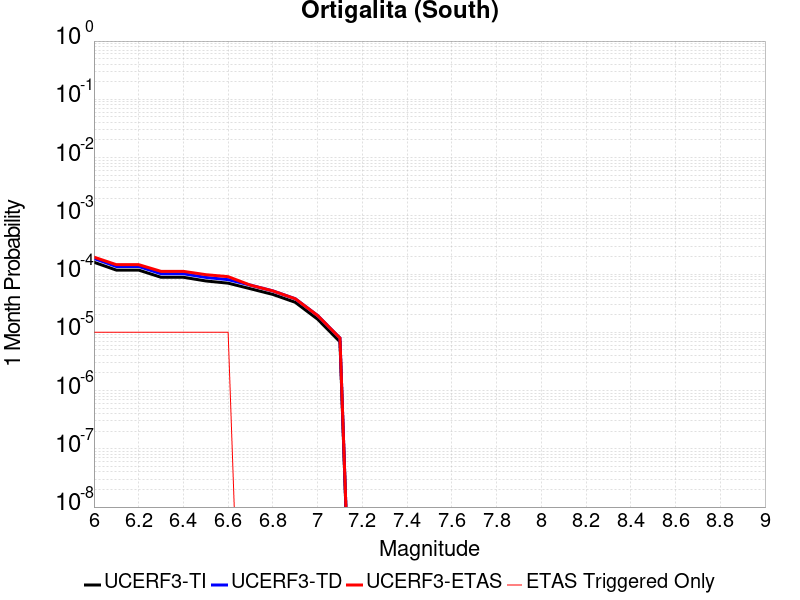 Ortigalita (South)
10^0
10^-1
10^-2
10^-3
10^-4
10^-5
10^-6
10^-7
10^-8
1 Month Probability
6 6.2 6.4 6.6 6.8 7 7.2 7.4 7.6 7.8 8 8.2 8.4 8.6 8.8 9
Magnitude
UCERF3-TI UCERF3-TD UCERF3-ETAS ETAS Triggered Only